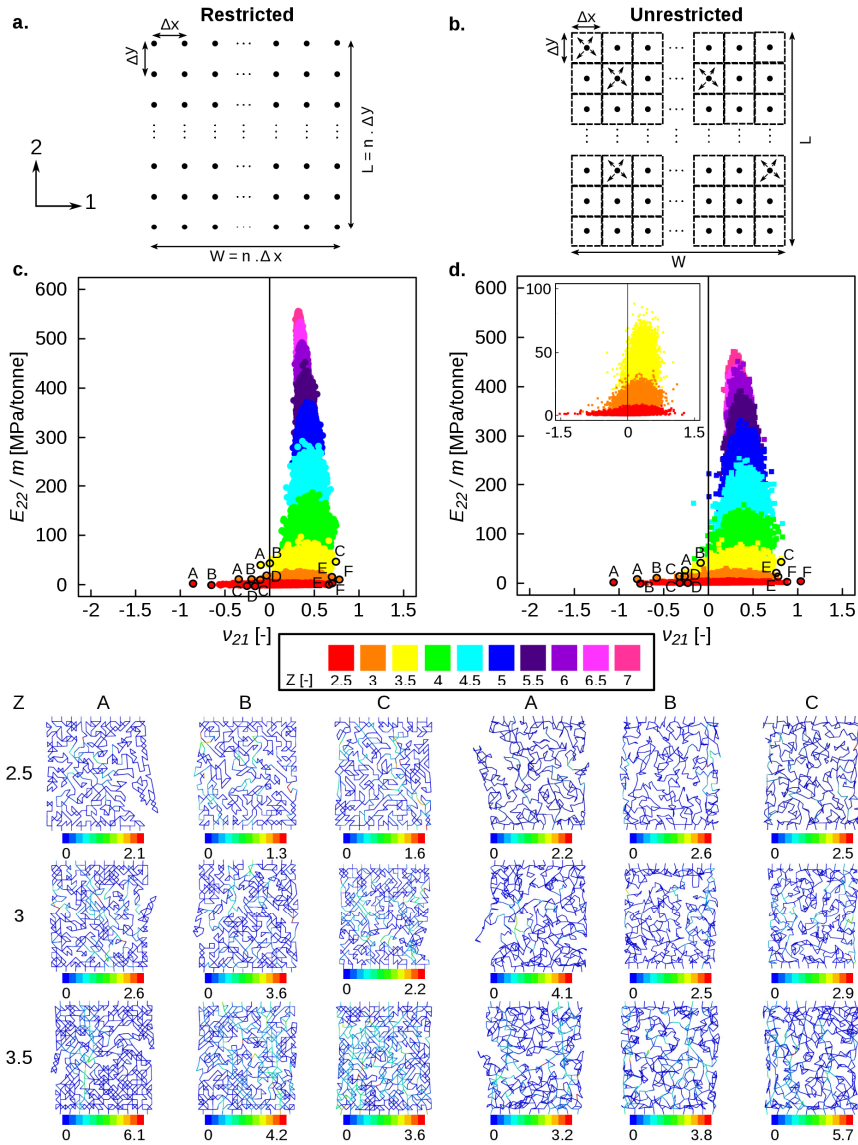 a.
Restricted
Δx
Δy
L = n . Δy
W = n .Δ x
2
1
b.
Unrestricted
Δx
Δy
L
W
c.
E22 / m [MPa/tonne]
600
500
400
300
200
100
0
A B C
A A B D E F
A B C D C E F
-2 -1.5 -1 -0.5 0 0.5 1 1.5
ν21 [-]
d.
E22 / m [MPa/tonne]
600
500
400
300
200
100
0
100
50
0
-1.5 0 1.5
B C
A B C A E F
A B C D E F
-2 -1.5 -1 -0.5 0 0.5 1 1.5
ν21 [-]
Z [-] 2.5 3 3.5 4 4.5 5 5.5 6 6.5 7
Z A B C A B C
2.5
0 2.1 0 1.3 0 1.6 0 2.2 0 2.6 0 2.5
3
0 2.6 0 3.6 0 2.2 0 4.1 0 2.5 0 2.9
3.5
0 6.1 0 4.2 0 3.6 0 3.2 0 3.8 0 5.7